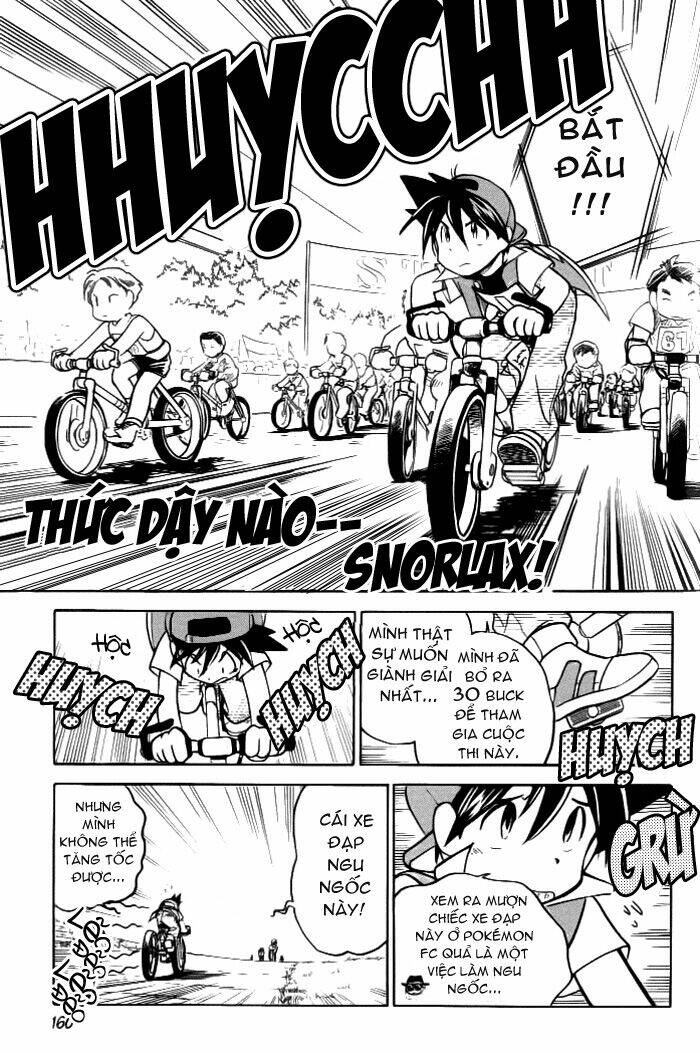 HHUỴCCHH
BẮT
ĐẦU
!!!
61
THỨC DẬY NÀO--
SNORLAX!
MÌNH ĐÃ
BỎ RA
30 BUCK
ĐỂ THAM
GIA CUỘC
THI NÀY.
MÌNH THẬT
SỰ MUỐN
GIÀNH GIẢI
NHẤT...
HUỴCH
HỘC
HỘC
HUỴCH
HUỴCH
GRỪ
XEM RA MƯỢN
CHIẾC XE ĐẠP
NÀY Ở POKÉMON
FC QUẢ LÀ MỘT
VIỆC LÀM NGU
NGỐC...
CÁI XE
ĐẠP
NGU
NGỐC
NÀY!
NHƯNG
MÌNH
KHÔNG THỂ
TĂNG TỐC
ĐƯỢC...
160